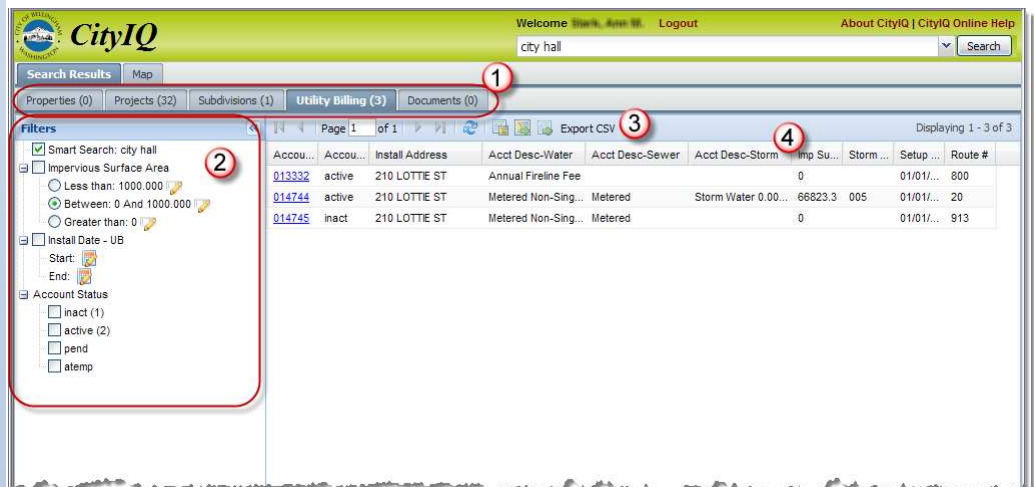 CITY OF BELLINGHAM
WASHINGTON
CityIQ
Welcome Logout
About CityIQ | CityIQ Online Help
city hall
Search
Search Results Map
1
Properties (0) Projects (32) Subdivisions (1) Utility Billing (3) Documents (0)
Filters
Page 1 of 1 Export CSV 3 Displaying 1 - 3 of 3
Smart Search: city hall
2
Impervious Surface Area
Less than: 1000.000
Between: 0 And 1000.000
Greater than: 0
Install Date - UB
Start:
End:
Account Status
inact (1)
active (2)
pend
atemp
4
Accou... Accou... Install Address Acct Desc-Water Acct Desc-Sewer Acct Desc-Storm Imp Su... Storm ... Setup ... Route #
013332 active 210 LOTTIE ST Annual Fireline Fee 0 01/01/... 800
014744 active 210 LOTTIE ST Metered Non-Sing... Metered Storm Water 0.00... 66823.3 005 01/01/... 20
014745 inact 210 LOTTIE ST Metered Non-Sing... Metered 0 01/01/... 913